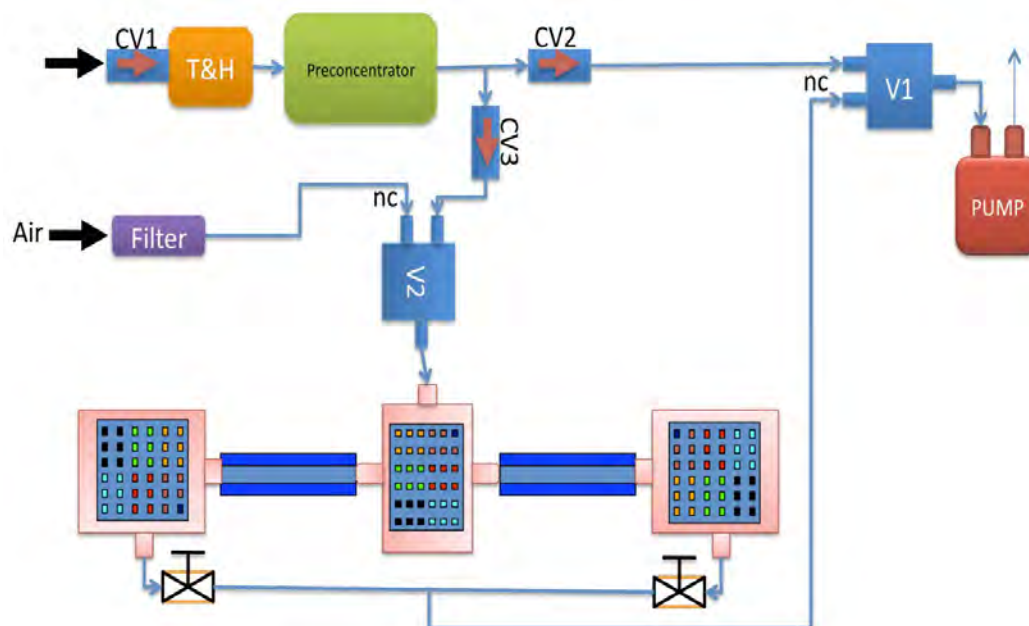 CV1
T&H
Preconcentrator
CV2
nc
V1
CV3
PUMP
nc
Air
Filter
V2